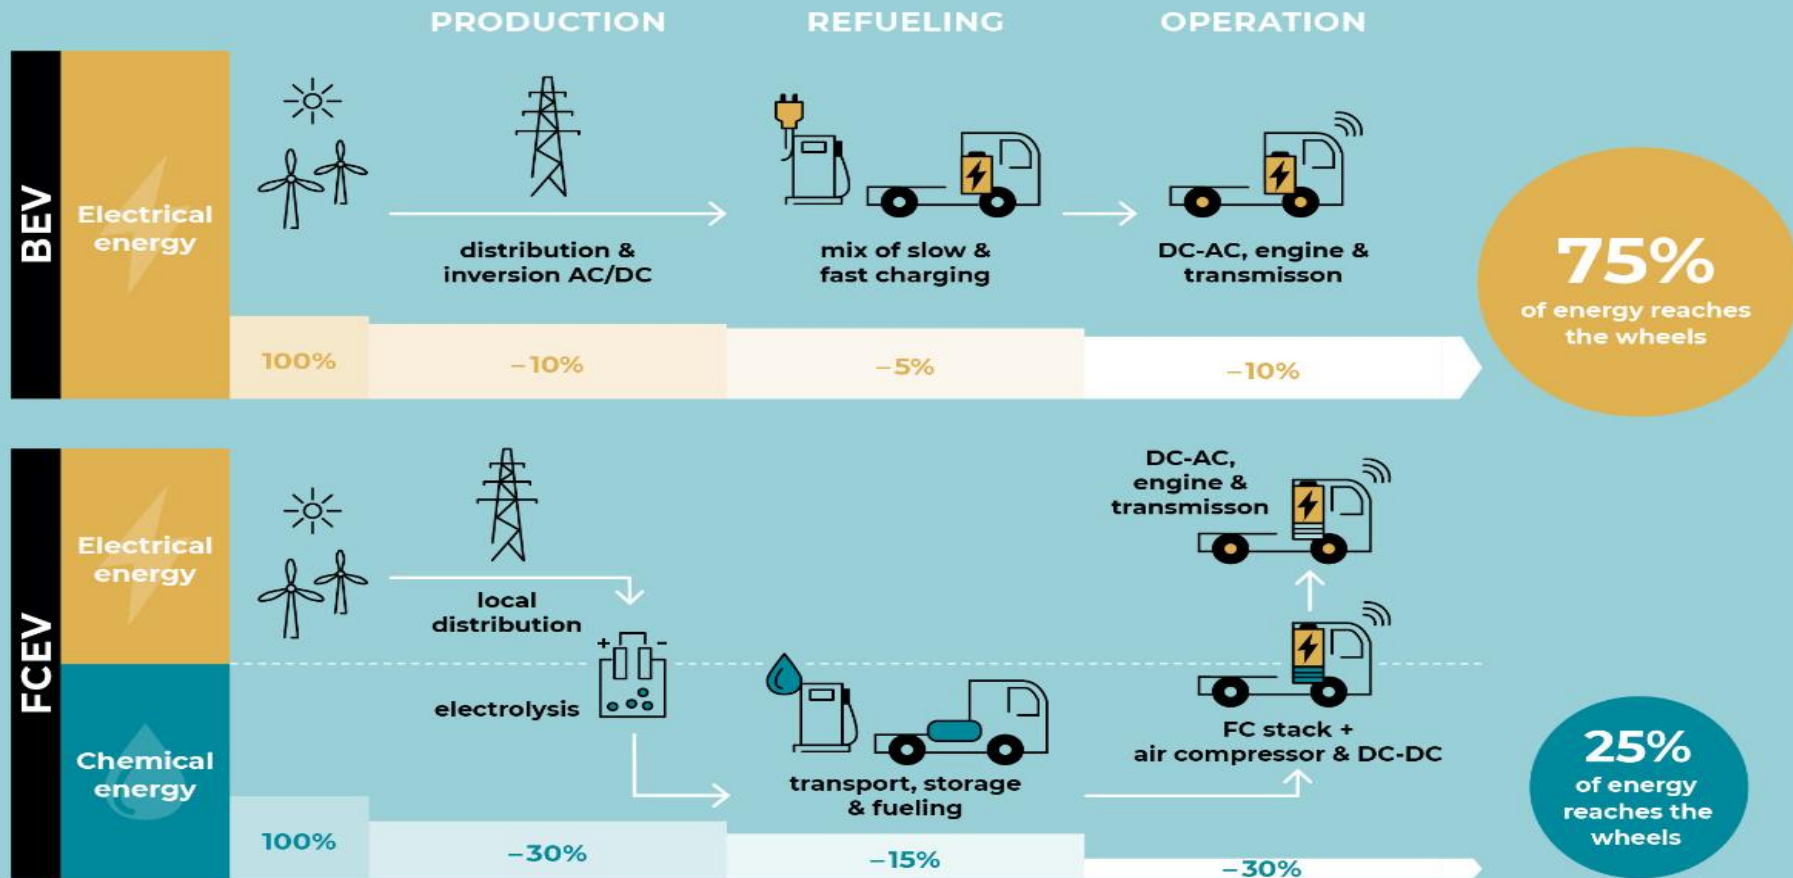 PRODUCTION
REFUELING
OPERATION
BEV
Electrical
energy
distribution &
inversion AC/DC
mix of slow &
fast charging
DC-AC, engine &
transmisson
75%
of energy reaches
the wheels
100%
–10%
–5%
–10%
FCEV
Electrical
energy
local
distribution
DC-AC,
engine &
transmisson
+ –
electrolysis
Chemical
energy
transport, storage
& fueling
FC stack +
air compressor & DC-DC
25%
of energy
reaches the
wheels
100%
–30%
–15%
–30%